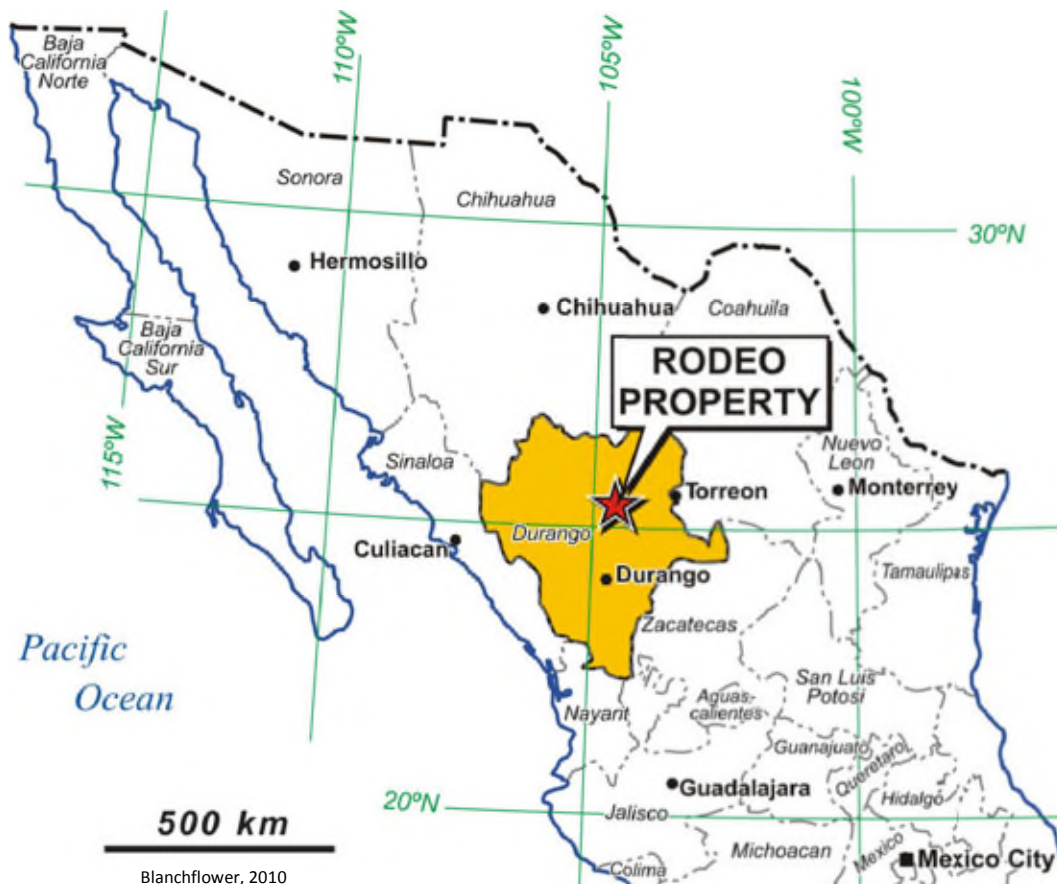 Baja
California
Norte
110ºW
105ºW
100ºW
Sonora
Chihuahua
30ºN
Hermosillo
Chihuahua
Coahuila
Baja
California
Sur
RODEO
PROPERTY
115ºW
Sinaloa
Nuevo
Leon
Torreon
Monterrey
Durango
Culiacan
Durango
Tamaulipas
Zacatecas
Pacific
Ocean
San Luis
Potosi
Nayarit
Aguas-
calientes
Guanajuato
Queretaro
Guadalajara
Hidalgo
20ºN
Jalisco
500 km
Michoacan
Mexico
Mexico City
Colima
Blanchflower, 2010